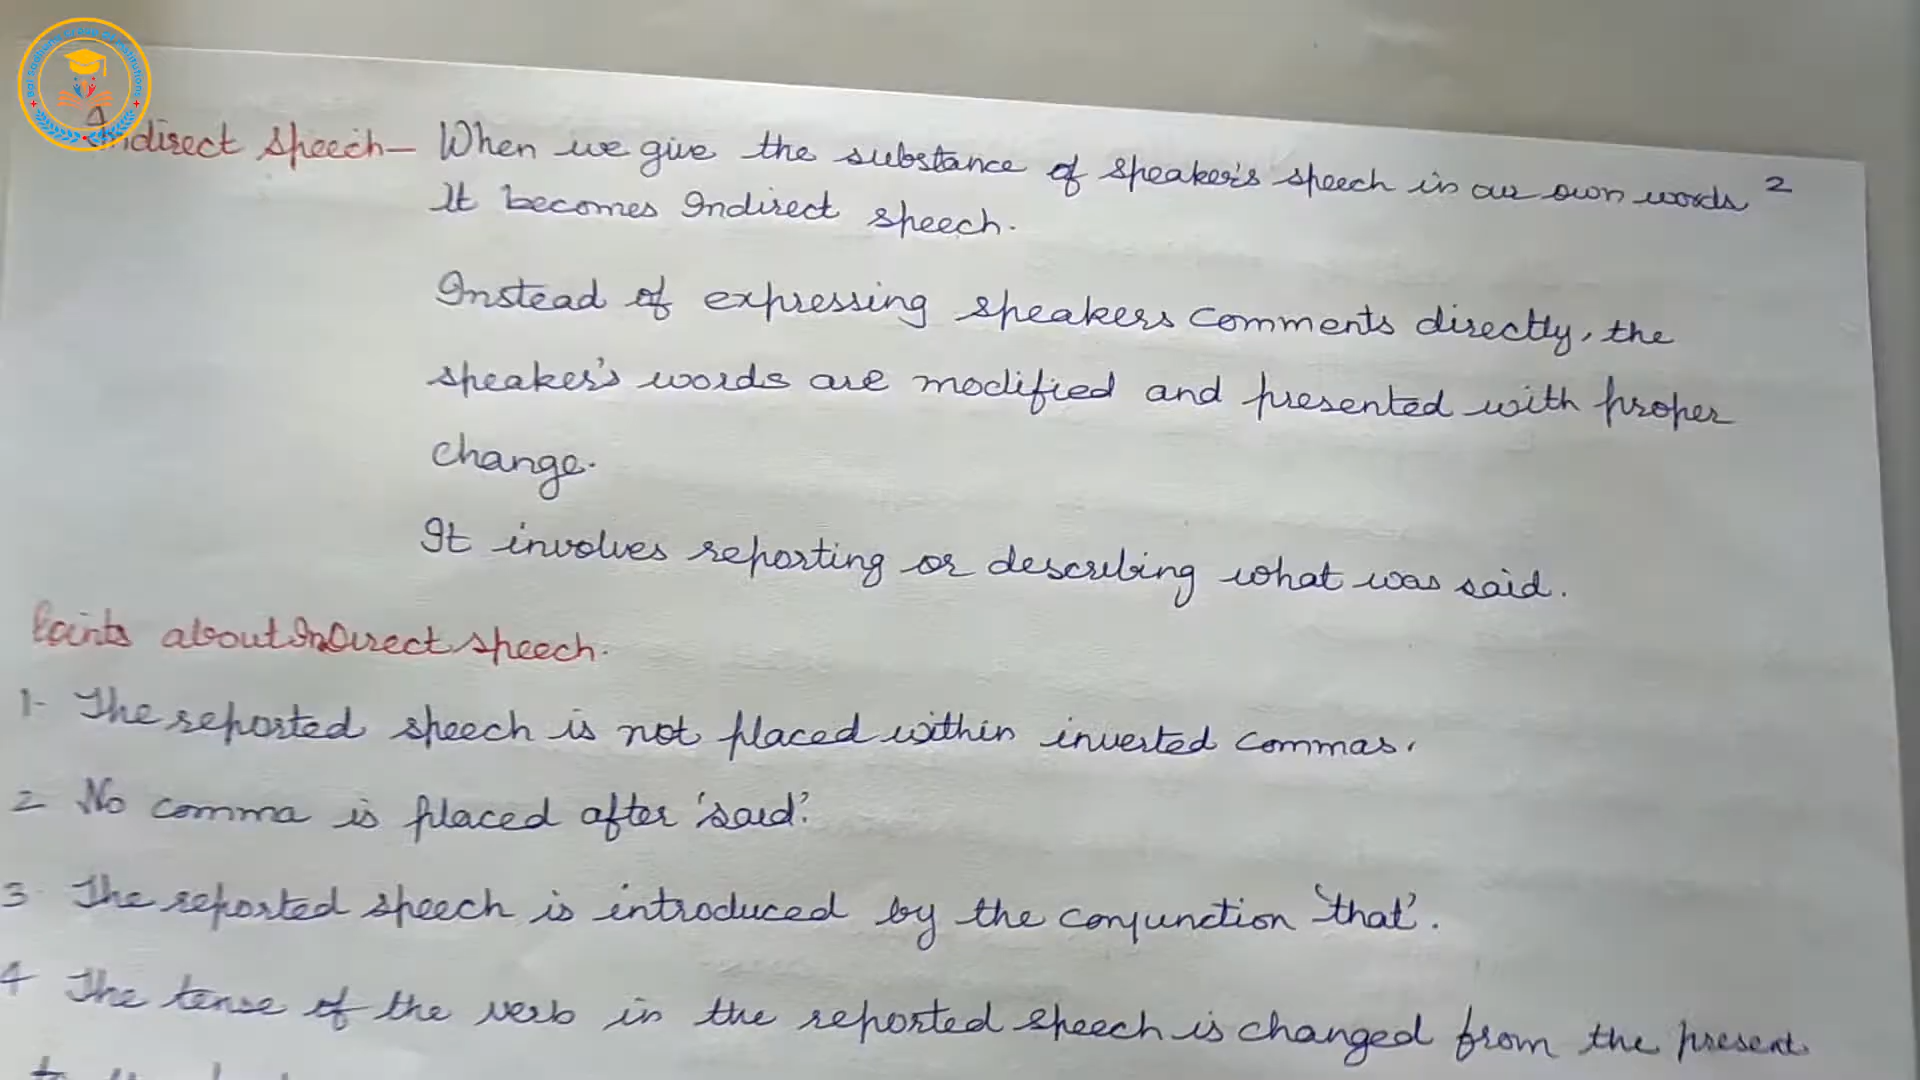 Indirect speech— When we give the substance of speaker's speech in our own words 2
It becomes Indirect speech.
Instead of expressing speakers comments directly, the
speaker's words are modified and presented with proper
change.
It involves reporting or describing what was said.
Points about InDirect speech.
1- The reported speech is not placed within inverted commas.
2 No comma is placed after 'said'.
3 The reported speech is introduced by the conjunction 'that'.
4 The tense of the verb in the reported speech is changed from the present